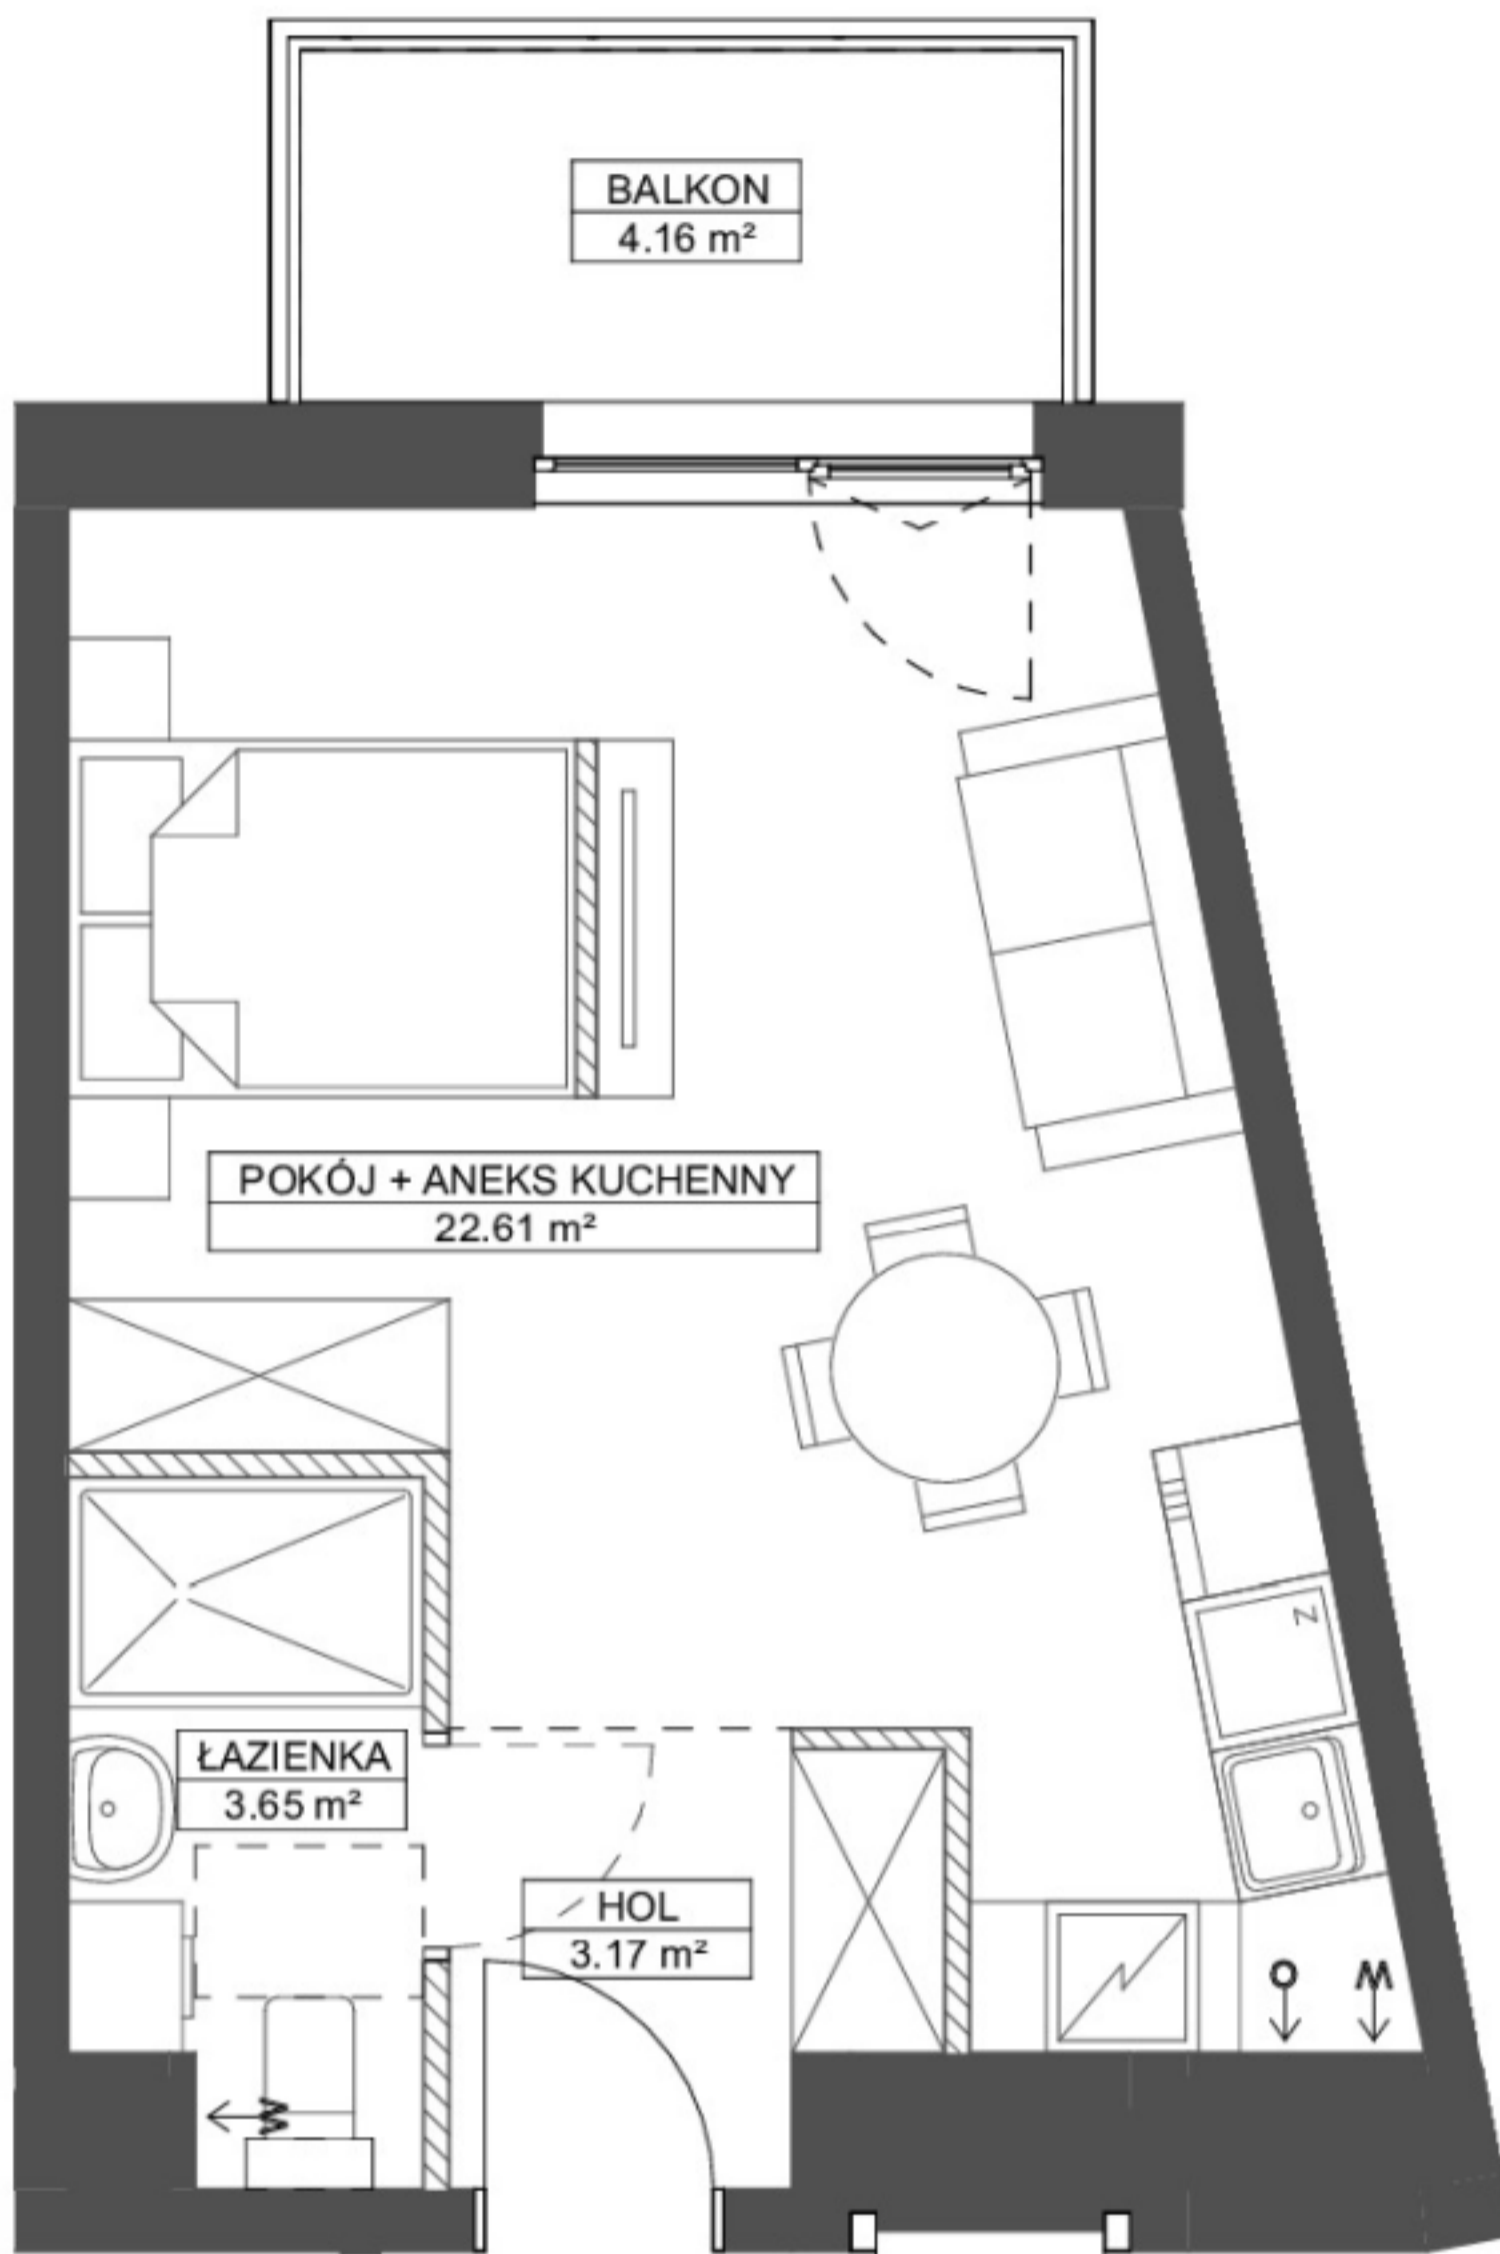 BALKON
4.16 m²
POKÓJ + ANEKS KUCHENNY
22.61 m²
Z
ŁAZIENKA
3.65 m²
HOL
3.17 m²
O
W
W